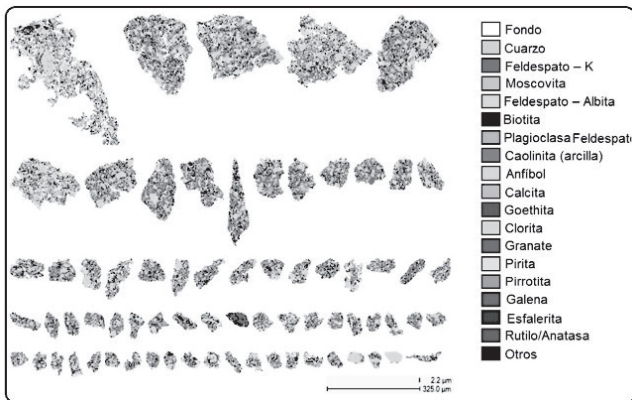 Fondo
Cuarzo
Feldespato – K
Moscovita
Feldespato – Albita
Biotita
Plagioclasa Feldespato
Caolinita (arcilla)
Anfíbol
Calcita
Goethita
Clorita
Granate
Pirita
Pirrotita
Galena
Esfalerita
Rutilo/Anatasa
Otros
2.2 µm
325.0 µm